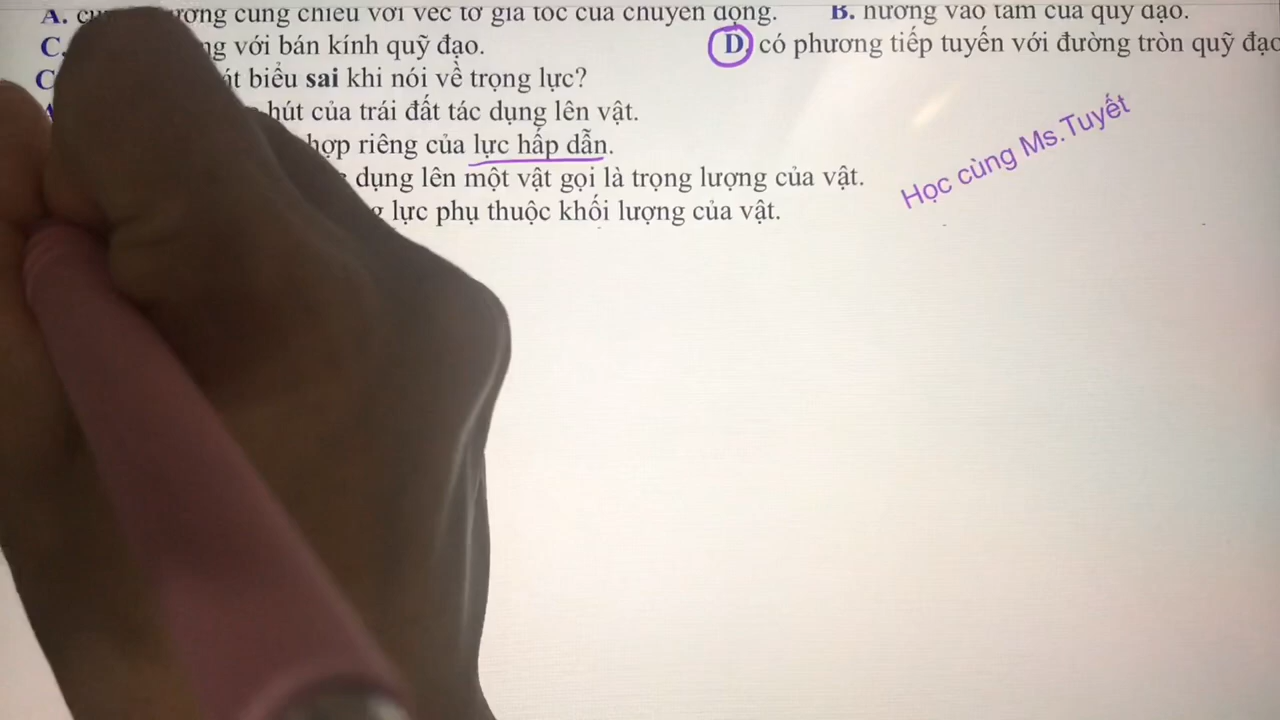 A. cùng chiều với véc tơ gia tốc của chuyển động. B. hướng vào tâm của quỹ đạo.
C. với bán kính quỹ đạo. D. có phương tiếp tuyến với đường tròn quỹ đạo
C biểu sai khi nói về trọng lực?
hút của trái đất tác dụng lên vật.
hợp riêng của lực hấp dẫn.
dụng lên một vật gọi là trọng lượng của vật.
lực phụ thuộc khối lượng của vật.
Học cùng Ms.Tuyết